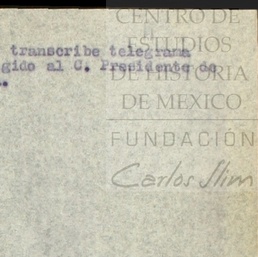 CENTRO DE
ESTUDIOS
DE HISTORIA
DE MEXICO
FUNDACIÓN
Carlos Slim
transcribe telegrama
gido al C. Presidente de